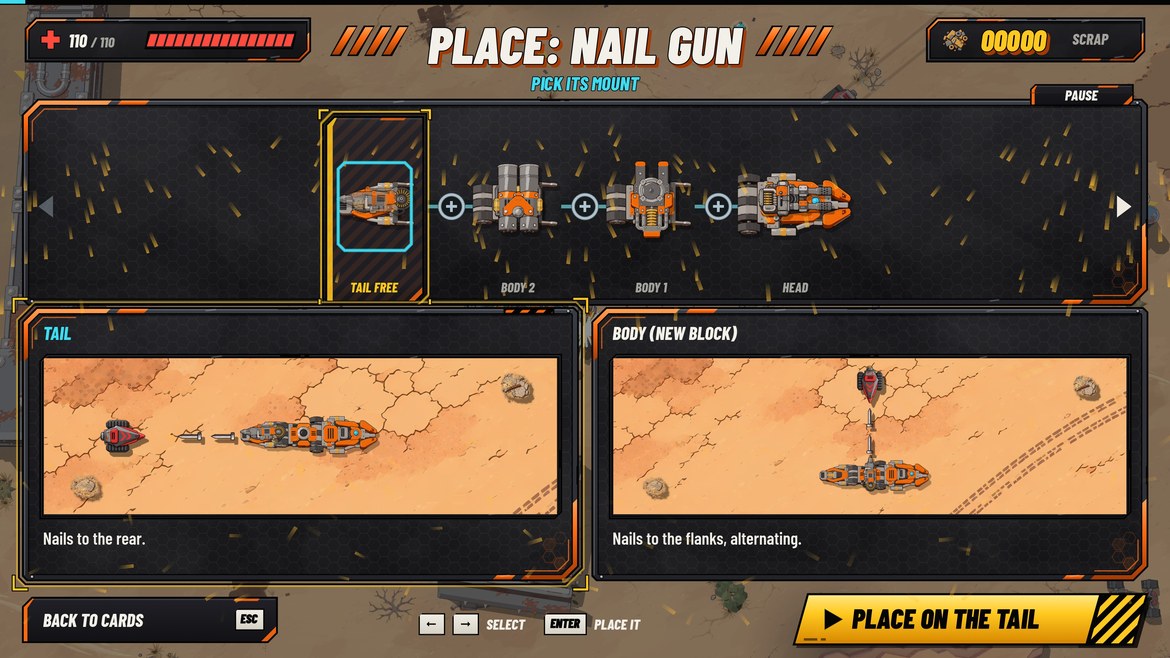 110 / 110
PLACE: NAIL GUN
PICK ITS MOUNT
00000 SCRAP
PAUSE
TAIL FREE
BODY 2
BODY 1
HEAD
TAIL
BODY (NEW BLOCK)
Nails to the rear.
Nails to the flanks, alternating.
BACK TO CARDS ESC
← → SELECT ENTER PLACE IT
PLACE ON THE TAIL